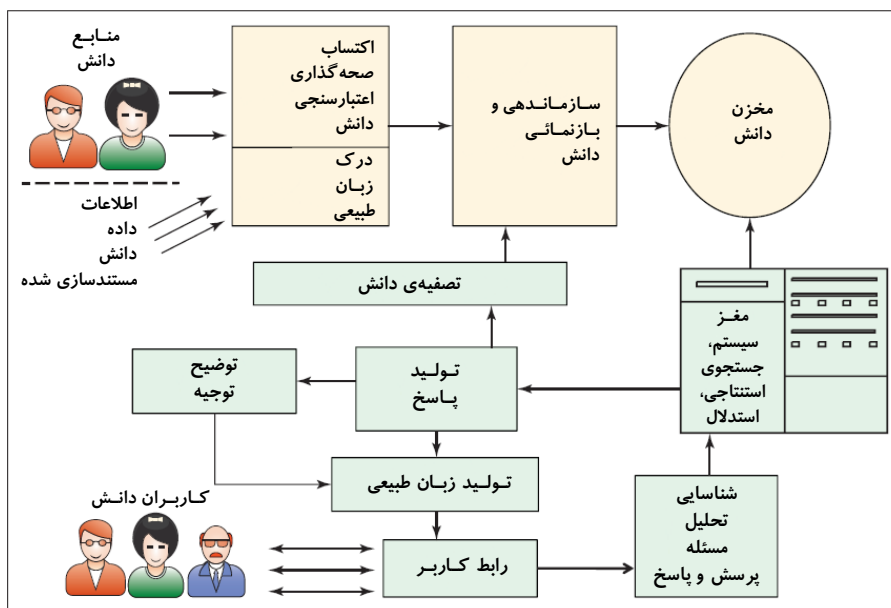 منابع
دانش
اکتساب
صحه‌گذاری
اعتبارسنجی
دانش
درک
زبان
طبیعی
سازماندهی و
بازنمائی
دانش
مخزن
دانش
اطلاعات
داده
دانش
مستندسازی شده
تصفیه‌ی دانش
مغز
سیستم،
جستجوی
استنتاجی،
استدلال
تولید
پاسخ
توضیح
توجیه
تولید زبان طبیعی
شناسایی
تحلیل
مسئله
پرسش و پاسخ
کاربران دانش
رابط کاربر